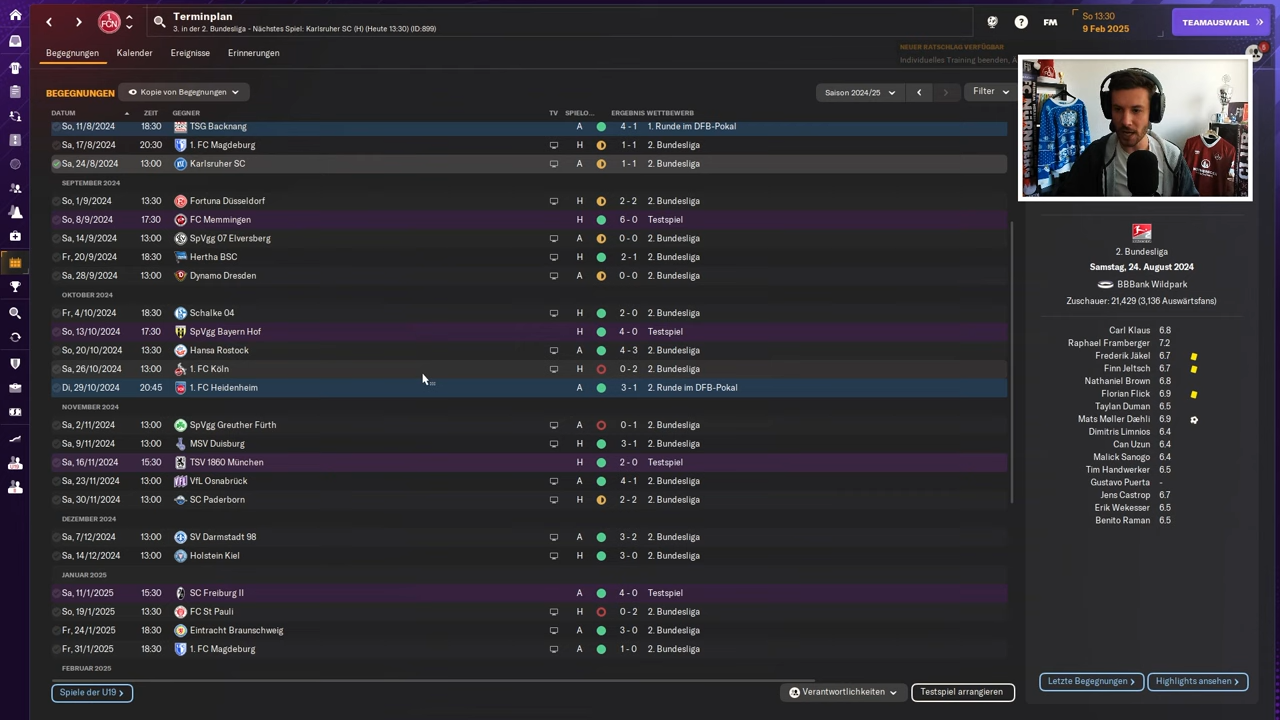 Terminplan
3. in der 2. Bundesliga - Nächstes Spiel: Karlsruher SC (H) (Heute 13:30) (ID:899)
FM
So 13:30
9 Feb 2025
TEAMAUSWAHL
Begegnungen Kalender Ereignisse Erinnerungen
NEUER RATSCHLAG VERFÜGBAR
Individuelles Training beenden, A
BEGEGNUNGEN Kopie von Begegnungen Saison 2024/25 Filter
DATUM ZEIT GEGNER TV SPIELO... ERGEBNIS WETTBEWERB
So, 11/8/2024 18:30 TSG Backnang A 4 - 1 1. Runde im DFB-Pokal
Sa, 17/8/2024 20:30 1. FC Magdeburg H 1 - 1 2. Bundesliga
Sa, 24/8/2024 13:00 Karlsruher SC A 1 - 1 2. Bundesliga
SEPTEMBER 2024
So, 1/9/2024 13:30 Fortuna Düsseldorf H 2 - 2 2. Bundesliga
So, 8/9/2024 17:30 FC Memmingen H 6 - 0 Testspiel
Sa, 14/9/2024 13:00 SpVgg 07 Elversberg A 0 - 0 2. Bundesliga
Fr, 20/9/2024 18:30 Hertha BSC H 2 - 1 2. Bundesliga
Sa, 28/9/2024 13:00 Dynamo Dresden A 0 - 0 2. Bundesliga
OKTOBER 2024
Fr, 4/10/2024 18:30 Schalke 04 H 2 - 0 2. Bundesliga
So, 13/10/2024 17:30 SpVgg Bayern Hof H 4 - 0 Testspiel
So, 20/10/2024 13:30 Hansa Rostock A 4 - 3 2. Bundesliga
Sa, 26/10/2024 13:00 1. FC Köln H 0 - 2 2. Bundesliga
Di, 29/10/2024 20:45 1. FC Heidenheim A 3 - 1 2. Runde im DFB-Pokal
NOVEMBER 2024
Sa, 2/11/2024 13:00 SpVgg Greuther Fürth A 0 - 1 2. Bundesliga
Sa, 9/11/2024 13:00 MSV Duisburg H 3 - 1 2. Bundesliga
Sa, 16/11/2024 15:30 TSV 1860 München H 2 - 0 Testspiel
Sa, 23/11/2024 13:00 VfL Osnabrück A 4 - 1 2. Bundesliga
Sa, 30/11/2024 13:00 SC Paderborn H 2 - 2 2. Bundesliga
DEZEMBER 2024
Sa, 7/12/2024 13:00 SV Darmstadt 98 A 3 - 2 2. Bundesliga
Sa, 14/12/2024 13:00 Holstein Kiel H 3 - 0 2. Bundesliga
JANUAR 2025
Sa, 11/1/2025 15:30 SC Freiburg II A 4 - 0 Testspiel
So, 19/1/2025 13:30 FC St Pauli H 0 - 2 2. Bundesliga
Fr, 24/1/2025 18:30 Eintracht Braunschweig A 3 - 0 2. Bundesliga
Fr, 31/1/2025 18:30 1. FC Magdeburg A 1 - 0 2. Bundesliga
FEBRUAR 2025
Spiele der U19 Verantwortlichkeiten Testspiel arrangieren
2. Bundesliga
Samstag, 24. August 2024
BBBank Wildpark
Zuschauer: 21,429 (3,136 Auswärtsfans)
Carl Klaus 6.8
Raphael Framberger 7.2
Frederik Jäkel 6.7
Finn Jeltsch 6.7
Nathaniel Brown 6.8
Florian Flick 6.9
Taylan Duman 6.5
Mats Møller Dæhli 6.9
Dimitris Limnios 6.4
Can Uzun 6.4
Malick Sanogo 6.4
Tim Handwerker 6.5
Gustavo Puerta -
Jens Castrop 6.7
Erik Wekesser 6.5
Benito Raman 6.5
Letzte Begegnungen Highlights ansehen